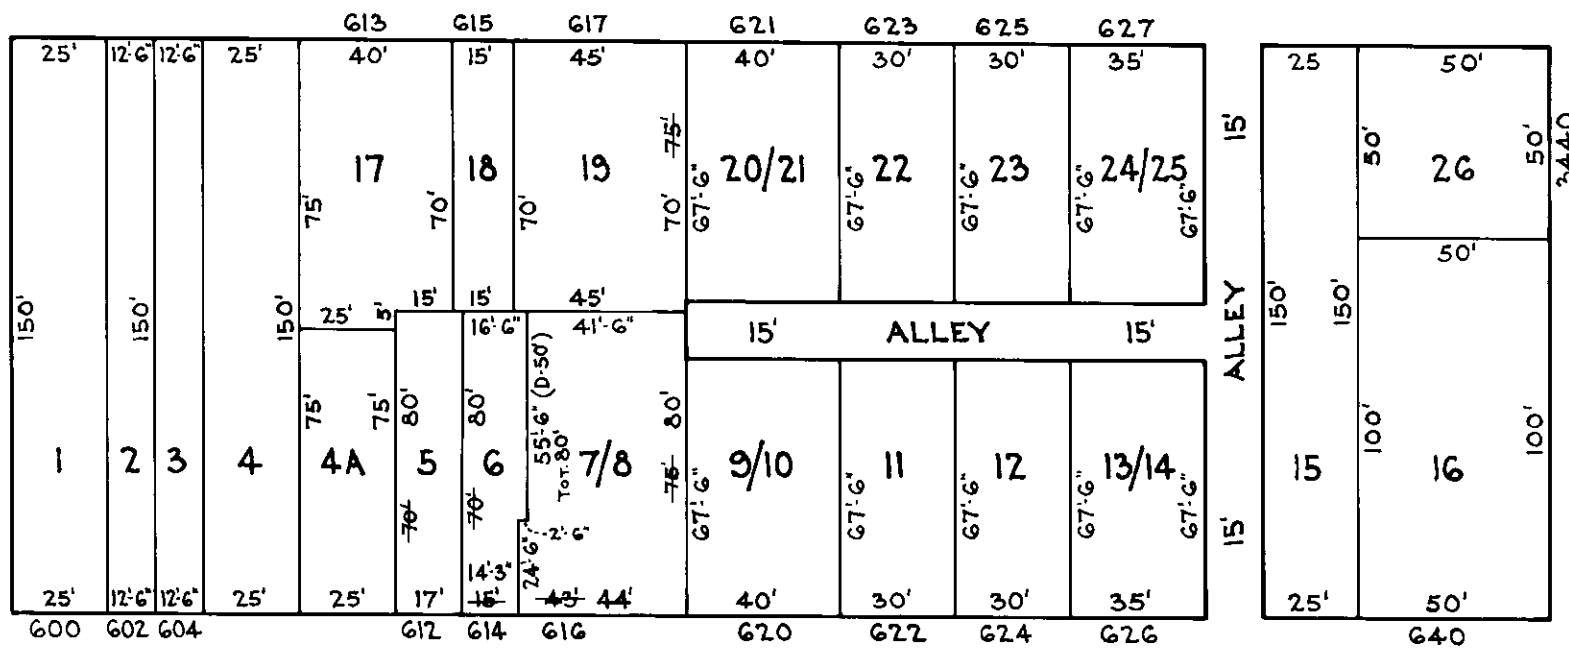 613 615 617 621 623 625 627
25' 12'-6" 12'-6" 25' 40' 15' 45' 40' 30' 30' 35' 25 50'
75' 15' 50' 50' 2440
17 18 19 20/21 22 23 24/25 26
75' 70' 70' 70' 67'-6" 67'-6" 67'-6" 67'-6" 67'-6"
50'
150' 150' 150' 25' 5' 15' 15' 45' 150' 150'
16'-6" 41'-6" 15' ALLEY 15' ALLEY
75' 75' 80' 80' 55'-6" (D-50') TOT. 80' 80' 100' 100'
1 2 3 4 4A 5 6 7/8 9/10 11 12 13/14 15 16
70' 70' 75' 67'-6" 67'-6" 67'-6" 67'-6" 67'-6"
2'-6" 15'
14'-3" 24'-6"
25' 12'-6" 12'-6" 25' 25' 17' 15' 43' 44' 40' 30' 30' 35' 25' 50'
600 602 604 612 614 616 620 622 624 626 640